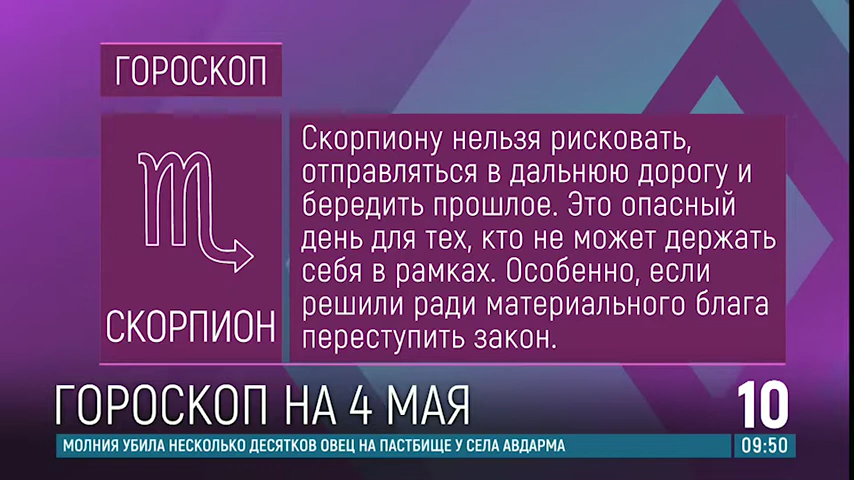 ГОРОСКОП
СКОРПИОН
Скорпиону нельзя рисковать,
отправляться в дальнюю дорогу и
бередить прошлое. Это опасный
день для тех, кто не может держать
себя в рамках. Особенно, если
решили ради материального блага
переступить закон.
ГОРОСКОП НА 4 МАЯ
10
МОЛНИЯ УБИЛА НЕСКОЛЬКО ДЕСЯТКОВ ОВЕЦ НА ПАСТБИЩЕ У СЕЛА АВДАРМА
09:50